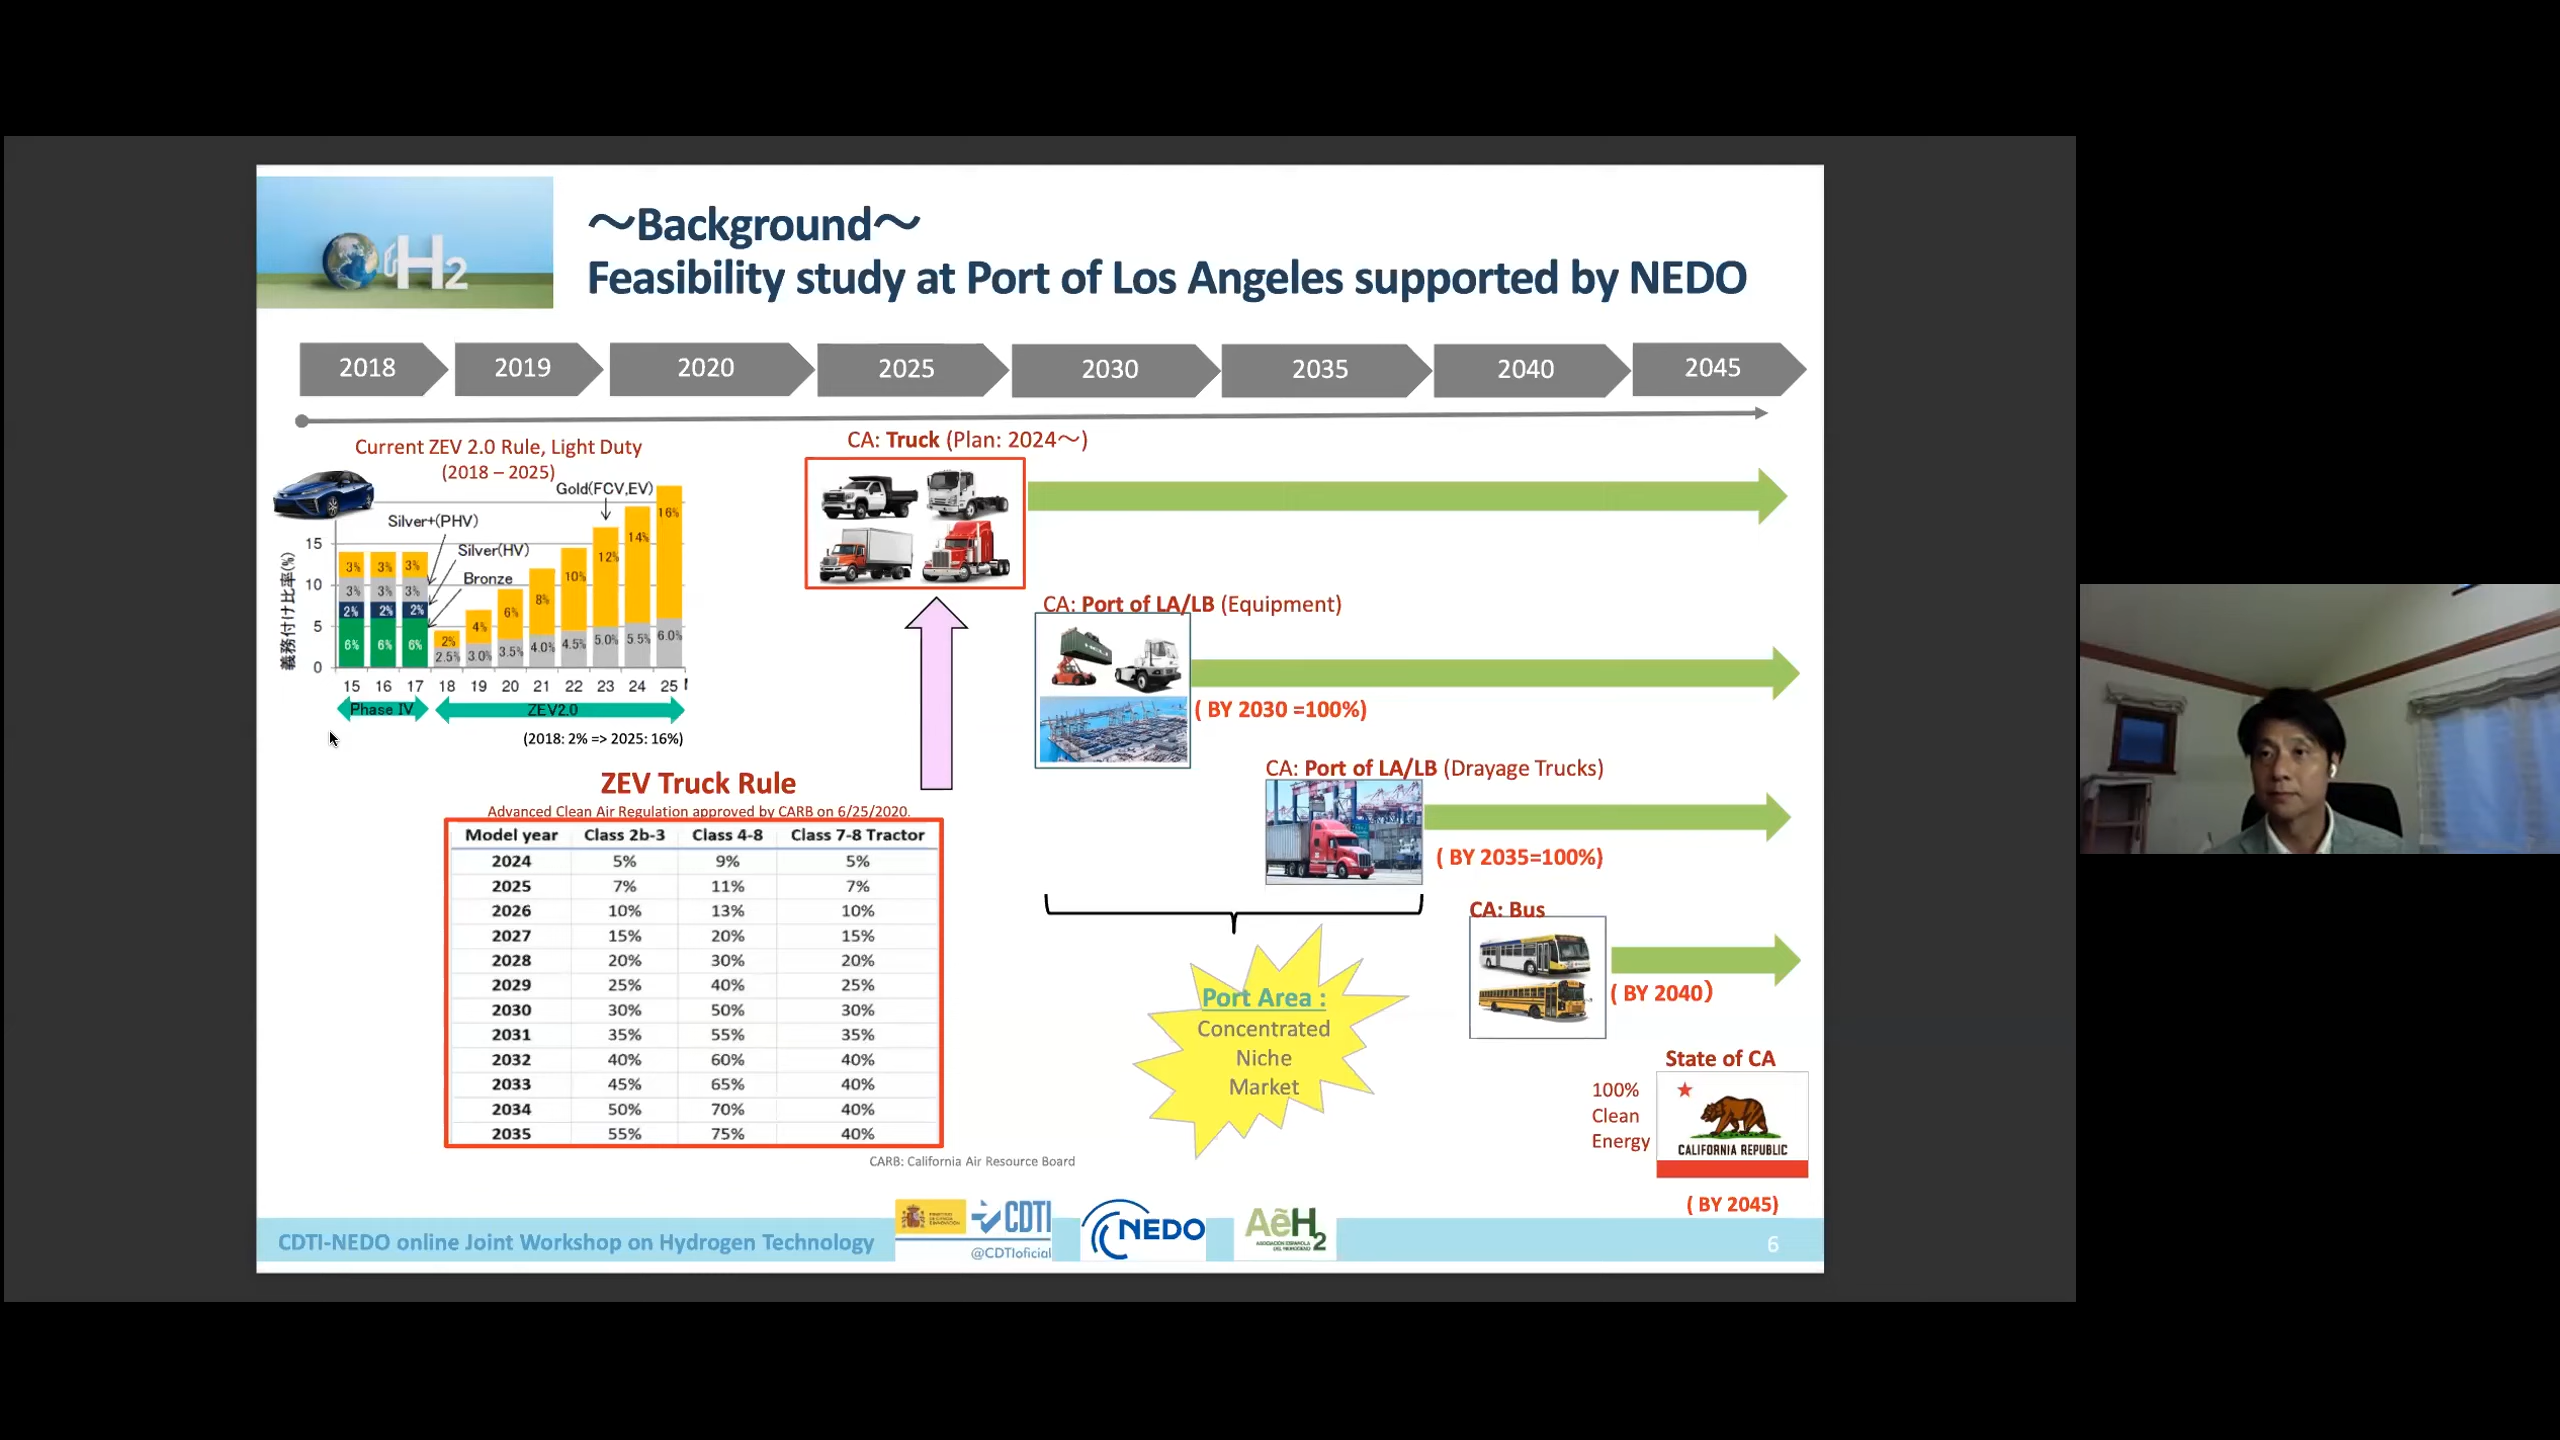 H2
～Background～
Feasibility study at Port of Los Angeles supported by NEDO
2018 2019 2020 2025 2030 2035 2040 2045
Current ZEV 2.0 Rule, Light Duty
(2018 – 2025)
Gold(FCV,EV)
Silver+(PHV)
Silver(HV)
Bronze
義務付け比率(%)
15
10
5
0
3% 3% 3%
3% 3% 3%
2% 2% 2%
6% 6% 6%
2% 4% 6% 8% 10% 12% 14% 16%
2.5% 3.0% 3.5% 4.0% 4.5% 5.0% 5.5% 6.0%
15 16 17 18 19 20 21 22 23 24 25
Phase IV ZEV2.0
(2018: 2% => 2025: 16%)
CA: Truck (Plan: 2024～)
CA: Port of LA/LB (Equipment)
( BY 2030 =100%)
CA: Port of LA/LB (Drayage Trucks)
( BY 2035=100%)
CA: Bus
( BY 2040)
ZEV Truck Rule
Advanced Clean Air Regulation approved by CARB on 6/25/2020.
Model year Class 2b-3 Class 4-8 Class 7-8 Tractor
2024 5% 9% 5%
2025 7% 11% 7%
2026 10% 13% 10%
2027 15% 20% 15%
2028 20% 30% 20%
2029 25% 40% 25%
2030 30% 50% 30%
2031 35% 55% 35%
2032 40% 60% 40%
2033 45% 65% 40%
2034 50% 70% 40%
2035 55% 75% 40%
CARB: California Air Resource Board
Port Area :
Concentrated
Niche
Market
State of CA
100%
Clean
Energy
CALIFORNIA REPUBLIC
( BY 2045)
CDTI-NEDO online Joint Workshop on Hydrogen Technology
CDTI
@CDTIoficial
NEDO
AeH2
6